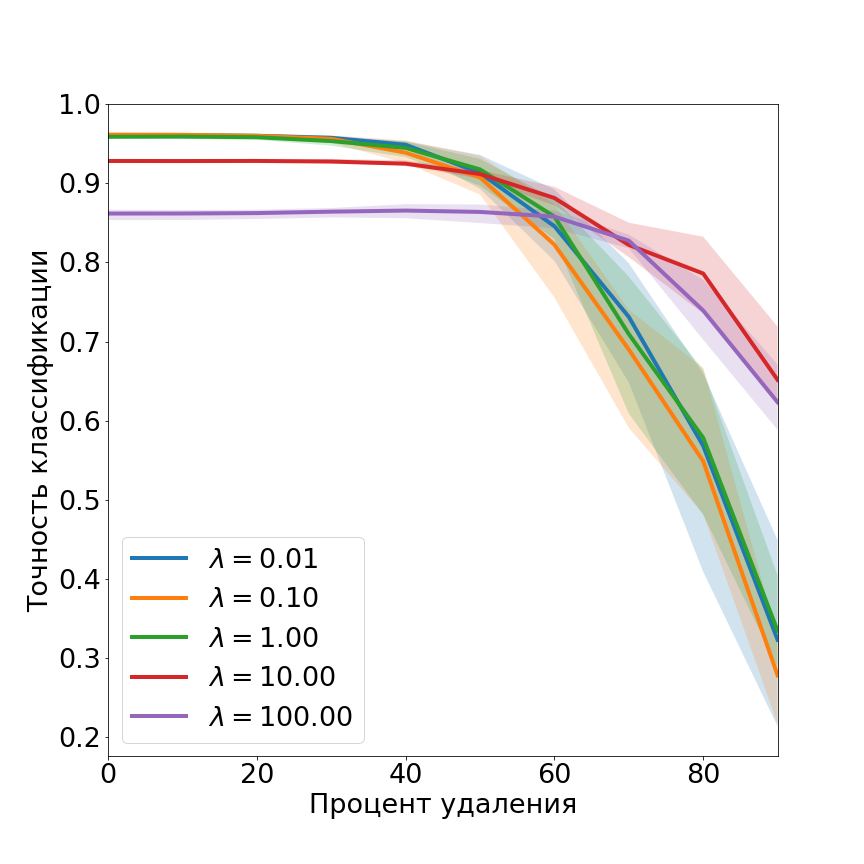 1.0
0.9
0.8
0.7
0.6
0.5
0.4
0.3
0.2
Точность классификации
λ = 0.01
λ = 0.10
λ = 1.00
λ = 10.00
λ = 100.00
0 20 40 60 80
Процент удаления